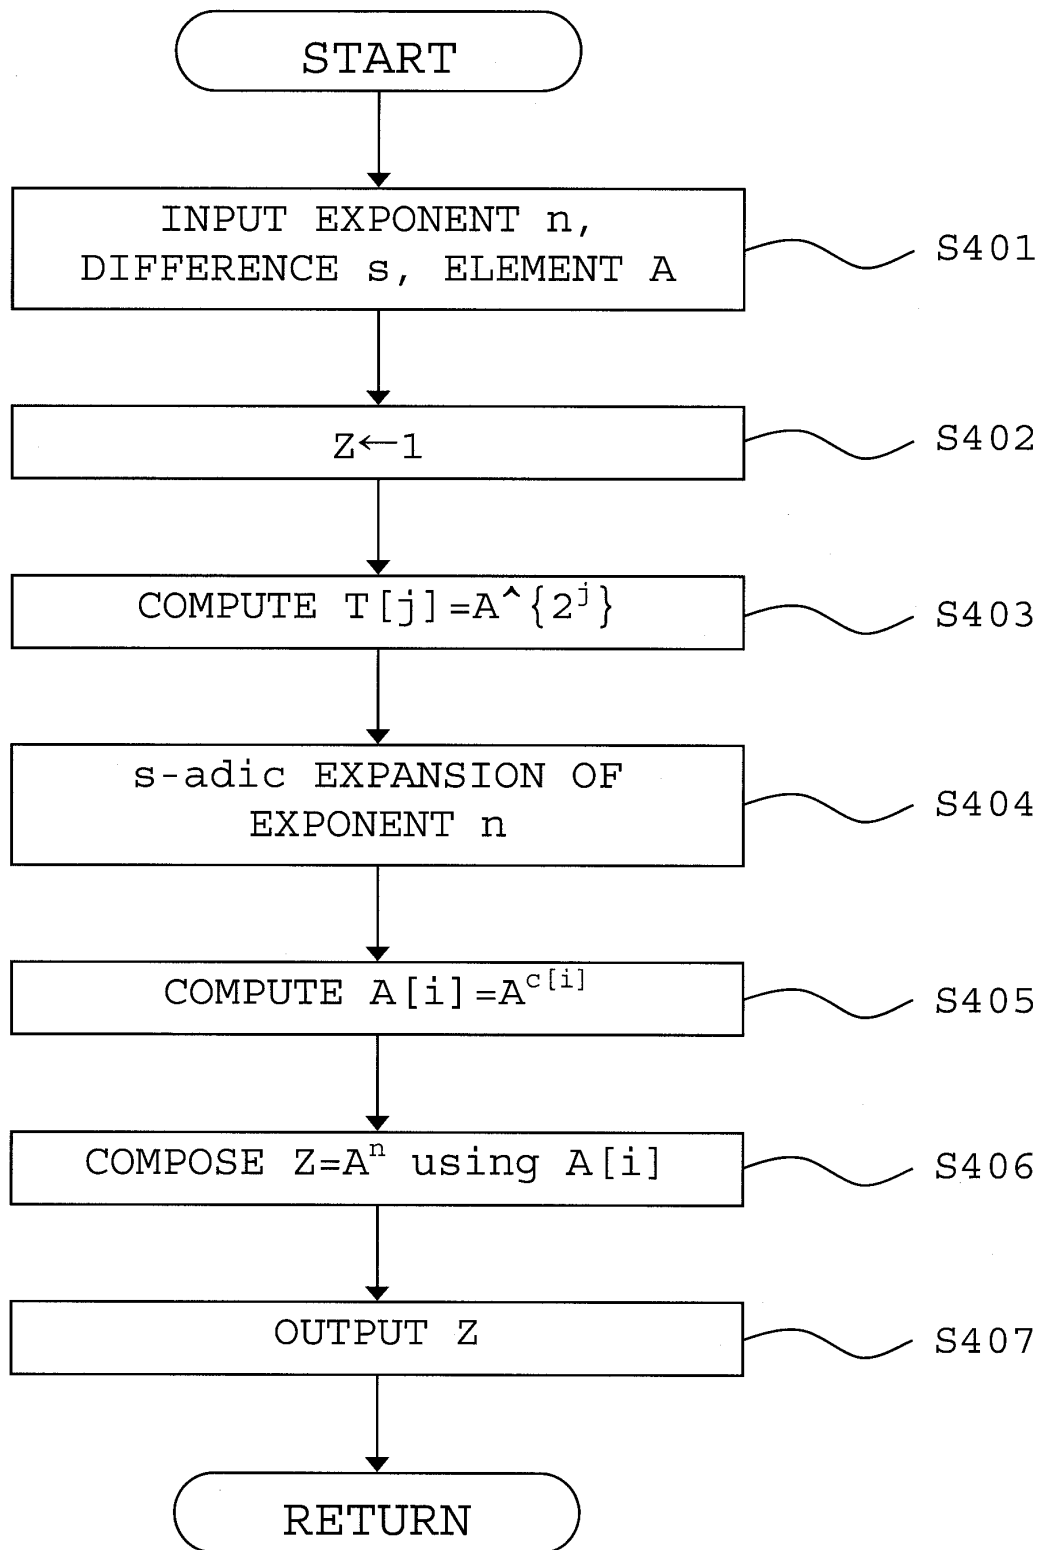 START
INPUT EXPONENT n,
DIFFERENCE s, ELEMENT A
S401
Z←1
S402
COMPUTE T[j]=A^{2^j}
S403
s-adic EXPANSION OF
EXPONENT n
S404
COMPUTE A[i]=A^c[i]
S405
COMPOSE Z=A^n using A[i]
S406
OUTPUT Z
S407
RETURN